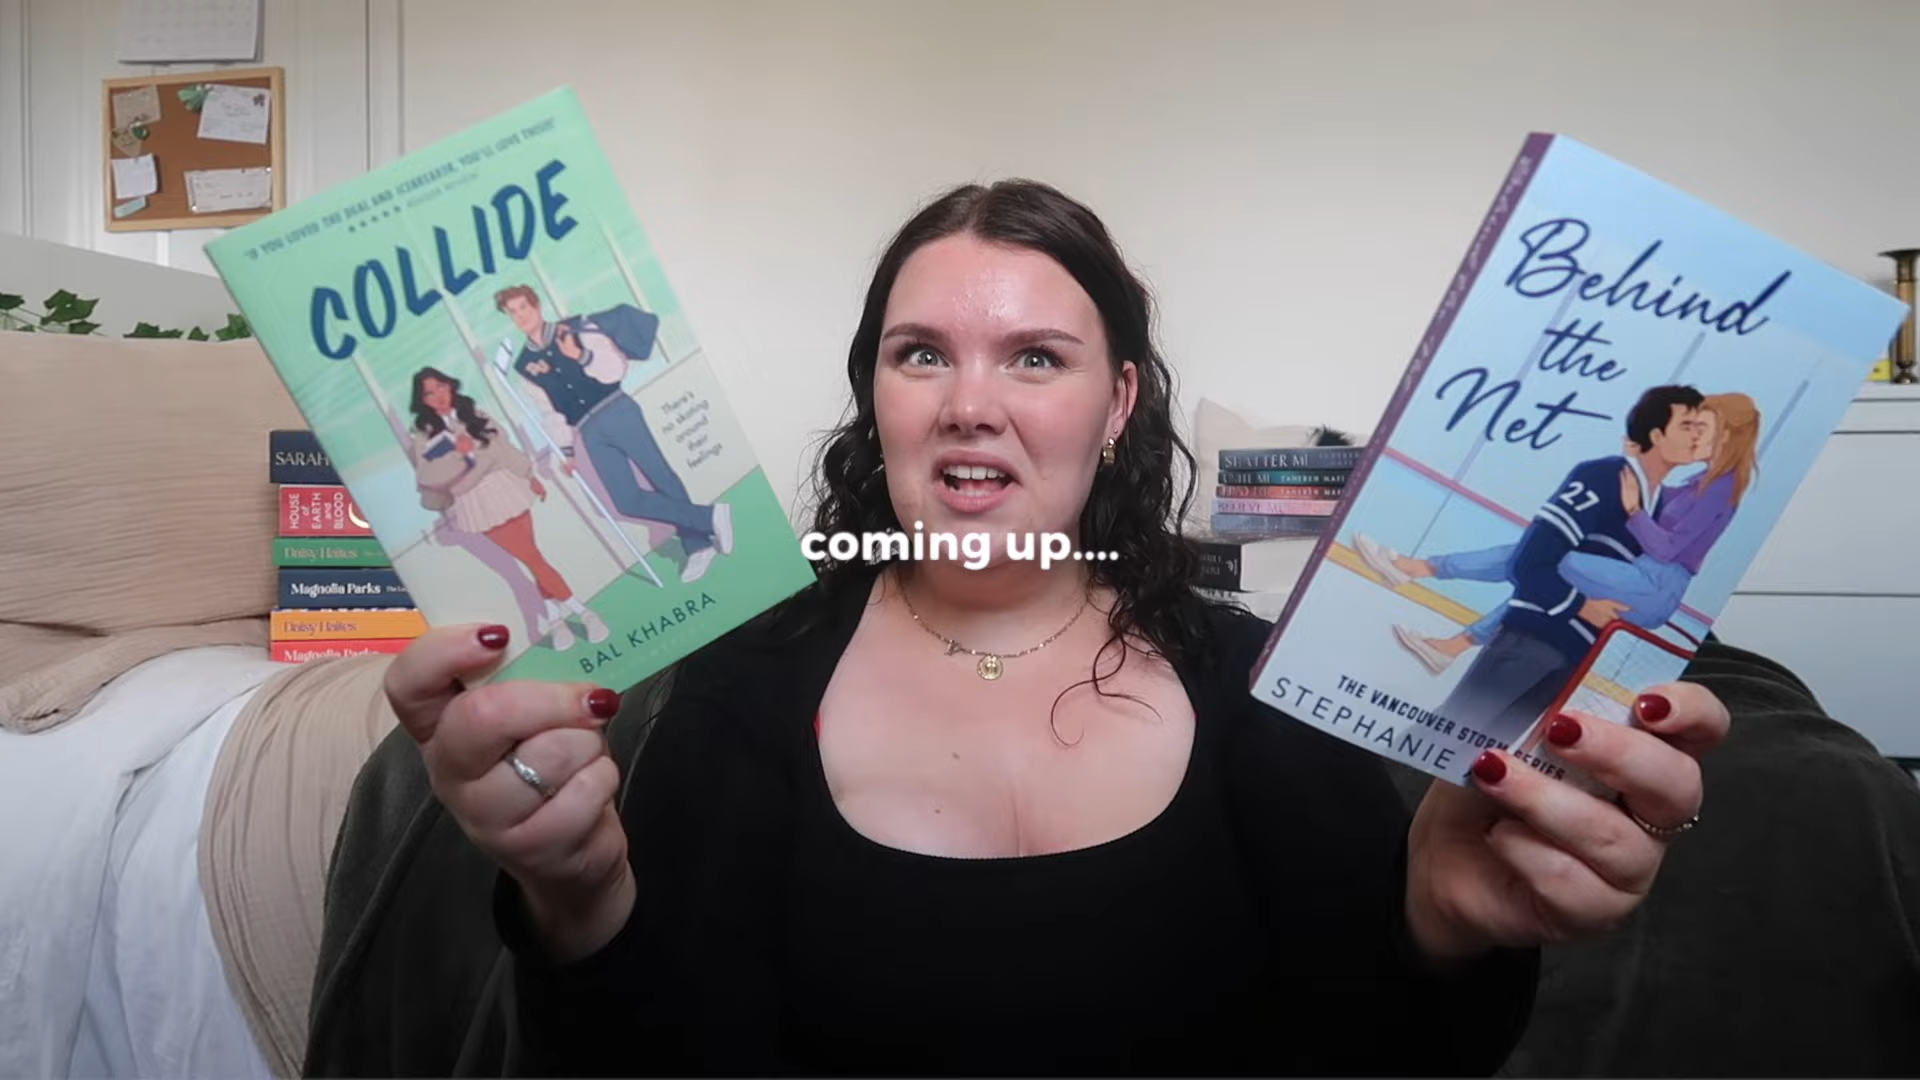 "IF YOU LOVED THE DEAL AND ICEBREAKER, YOU'LL LOVE THIS!"
COLLIDE
There's
no skating
around
their
feelings
BAL KHABRA
coming up....
Behind
the
Net
27
THE VANCOUVER STORM SERIES
STEPHANIE
SARAH
HOUSE
of
EARTH
and
BLOOD
Daisy Haites
Magnolia Parks
Daisy Haites
Magnolia Parks
SHATTER ME
TAHEREH MAFI